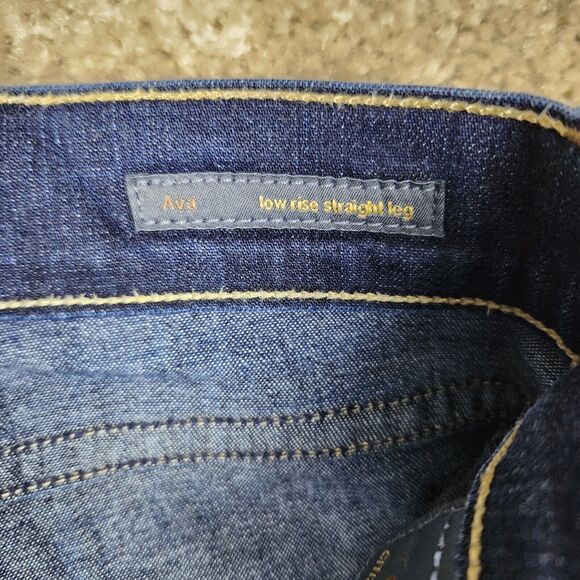 Ava low rise straight leg